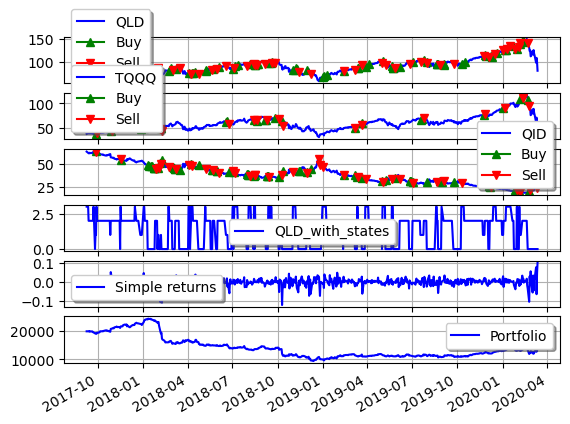 QLD
Buy
Sell
150
100
TQQQ
Buy
Sell
100
50
QID
Buy
Sell
50
25
QLD_with_states
2.5
0.0
Simple returns
0.1
0.0
−0.1
Portfolio
20000
10000
2017-10
2018-01
2018-04
2018-07
2018-10
2019-01
2019-04
2019-07
2019-10
2020-01
2020-04